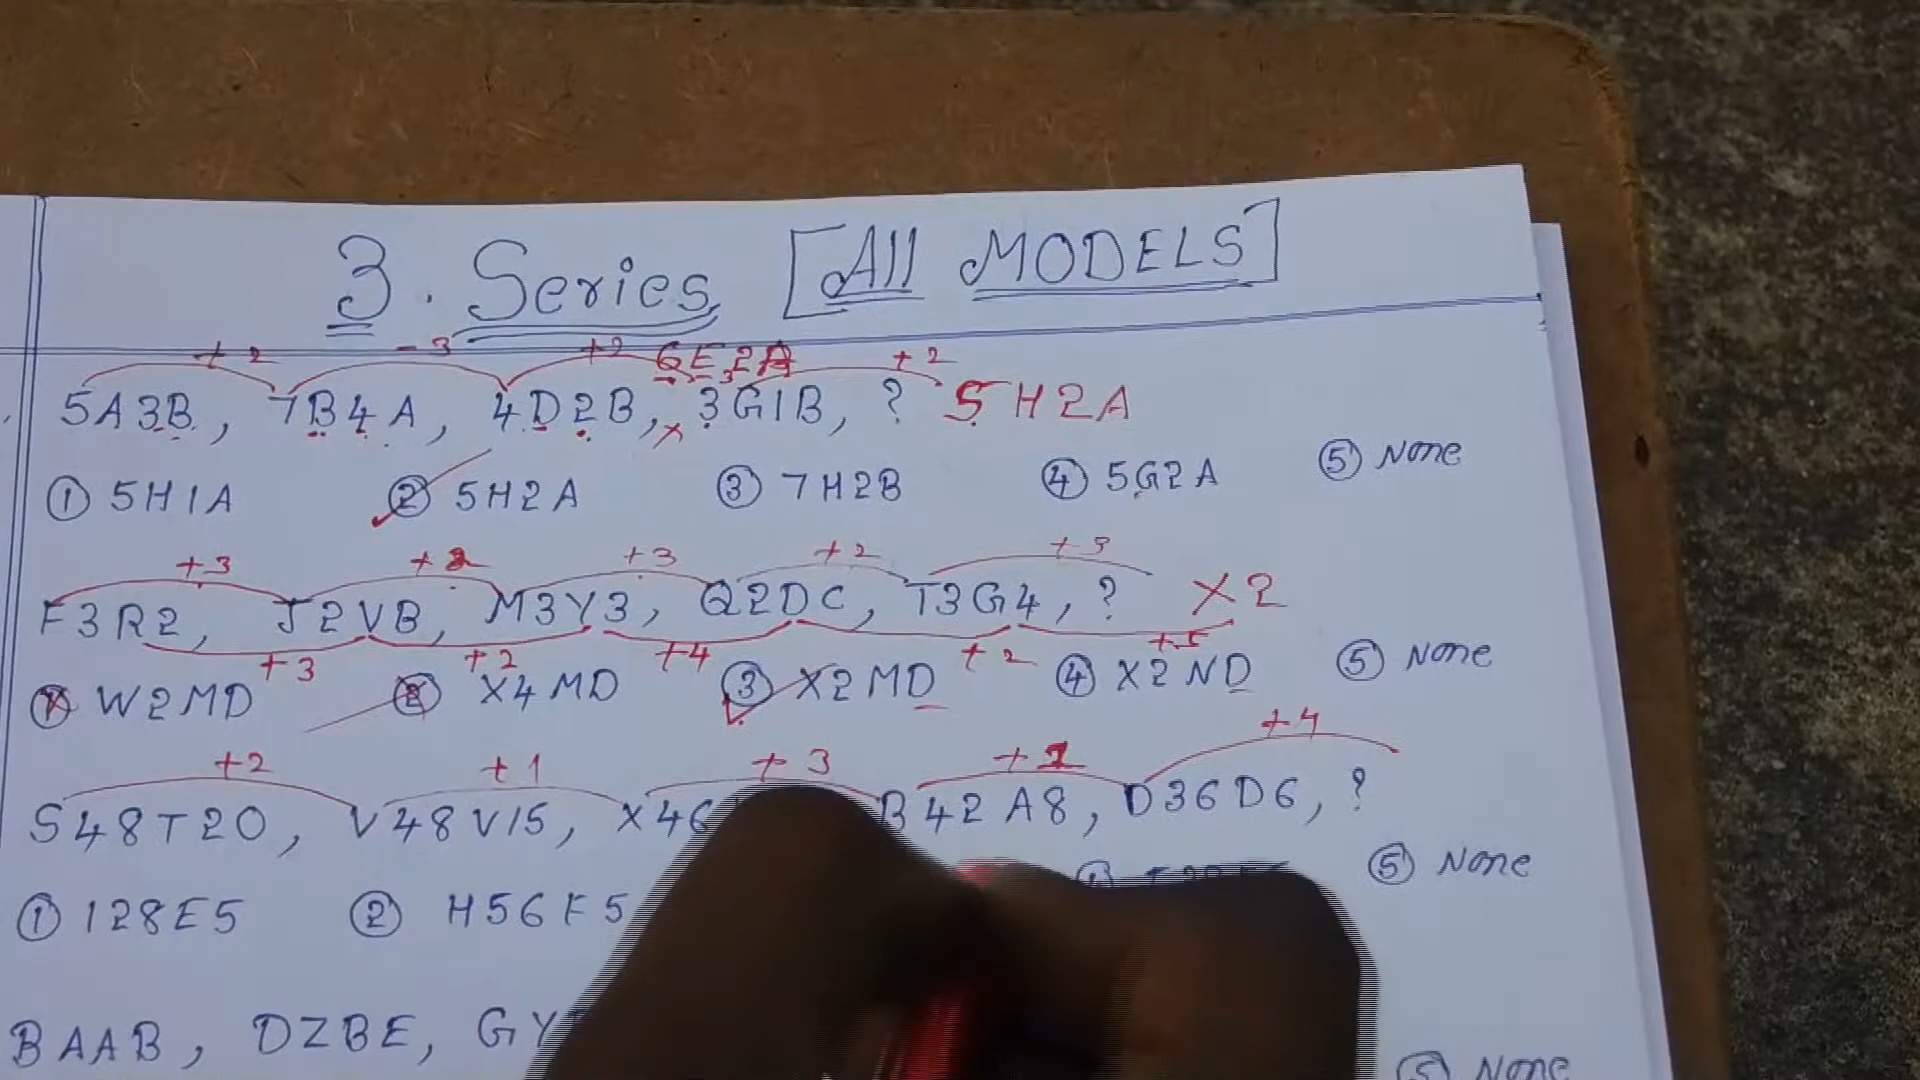 3. Series [All MODELS]
+2 -3 +2 6E2A +2
5A3B, 7B4A, 4D2B, 3G1B, ? 5H2A
① 5H1A ② 5H2A ③ 7H2B ④ 5G2A ⑤ None
+3 +2 +3 +2 +3
F3R2, J2VB, M3Y3, Q2DC, T3G4, ? X2
+3 +2 +4 +2 +5
① W2MD ② X4MD ③ X2MD ④ X2ND ⑤ None
+2 +1 +3 +4
S48T20, V48V15, X46 B42A8, D36D6, ?
① 128E5 ② H56F5 ⑤ None
BAAB, DZBE, GY
⑤ None